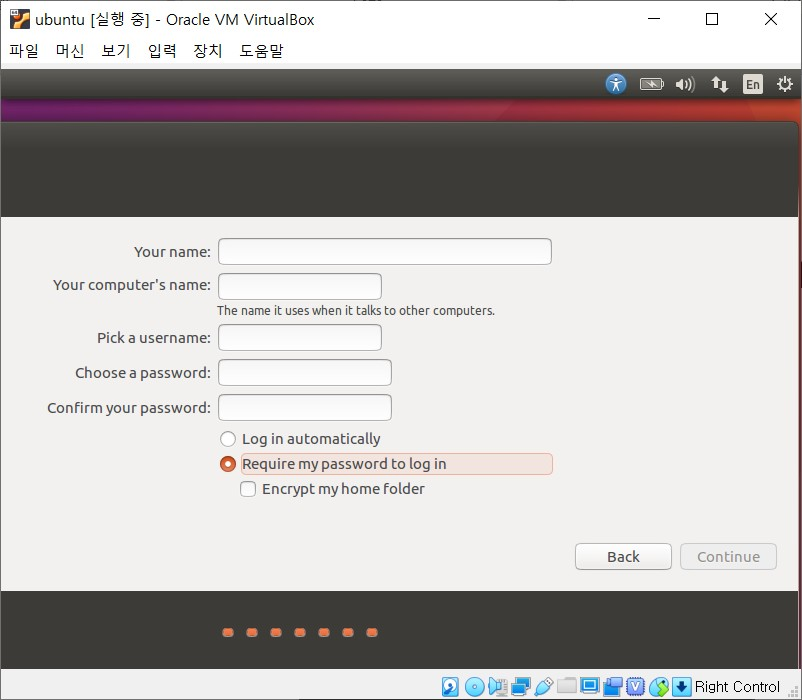 ubuntu [실행 중] - Oracle VM VirtualBox
파일 머신 보기 입력 장치 도움말
En
Your name:
Your computer's name:
The name it uses when it talks to other computers.
Pick a username:
Choose a password:
Confirm your password:
Log in automatically
Require my password to log in
Encrypt my home folder
Back Continue
Right Control